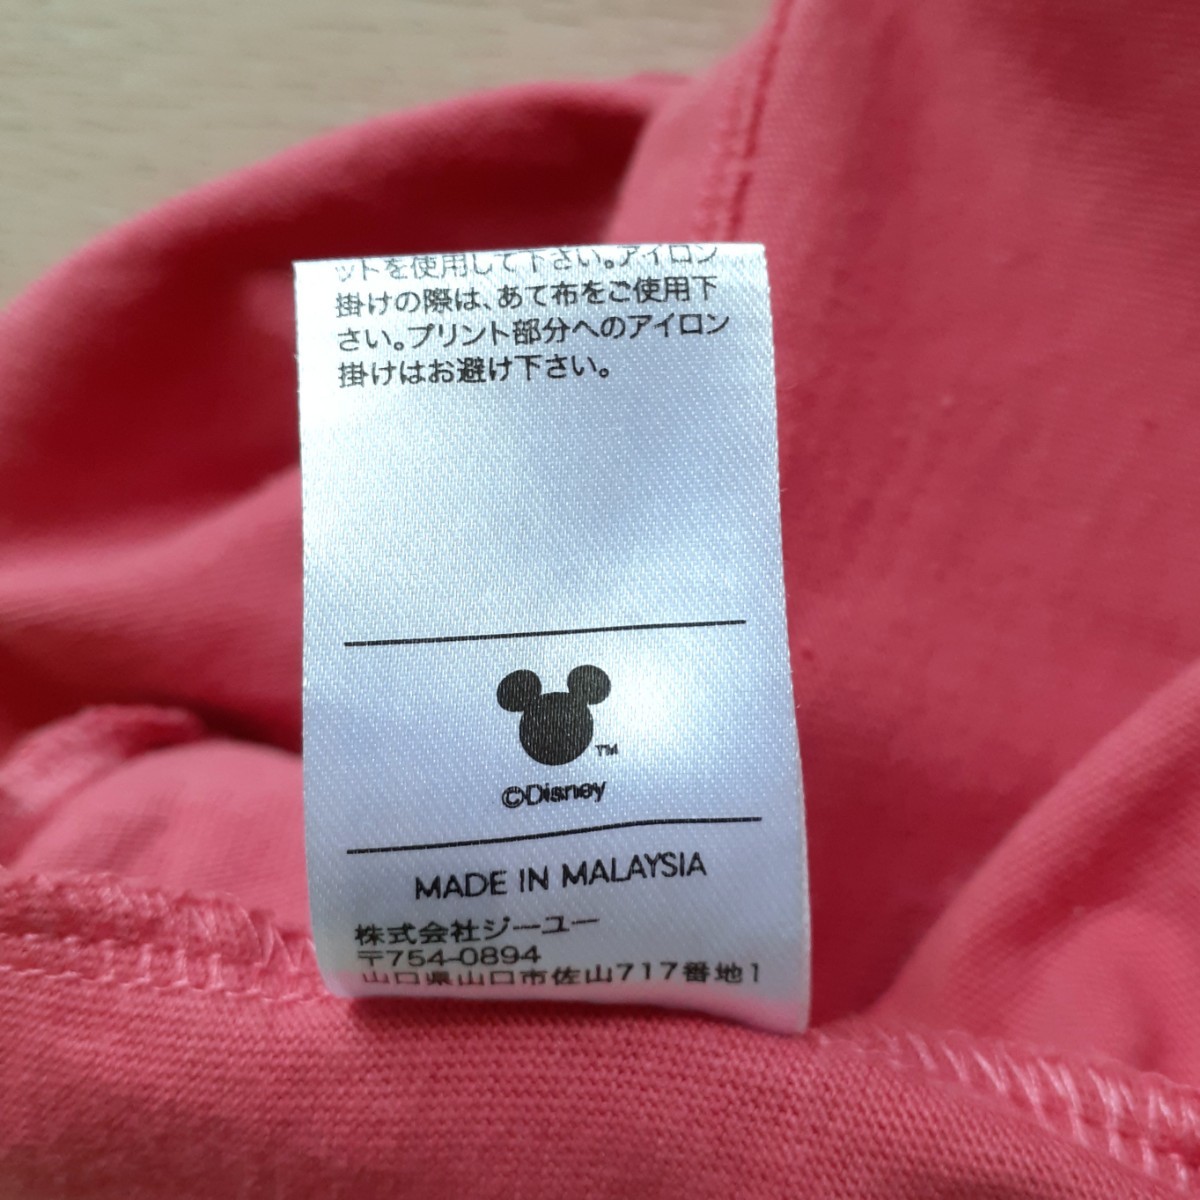 ットを使用して下さい。アイロン
掛けの際は、あて布をご使用下
さい。プリント部分へのアイロン
掛けはお避け下さい。
TM
©Disney
MADE IN MALAYSIA
株式会社ジーユー
〒754-0894
山口県山口市佐山717番地1